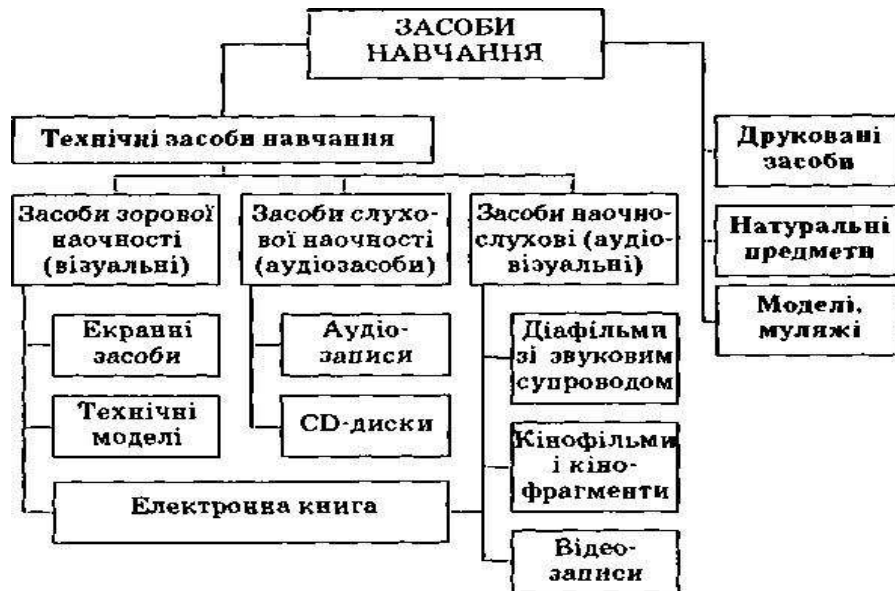 ЗАСОБИ
НАВЧАННЯ
Технічні засоби навчання
Друковані
засоби
Засоби зорової
наочності
(візуальні)
Засоби слухо-
вої наочності
(аудіозасоби)
Засоби наочно-
слухові (аудіо-
візуальні)
Натуральні
предмети
Моделі,
муляжі
Екранні
засоби
Аудіо-
записи
Діафільми
зі звуковим
супроводом
Технічні
моделі
CD-диски
Кінофільми
і кіно-
фрагменти
Електронна книга
Відео-
записи